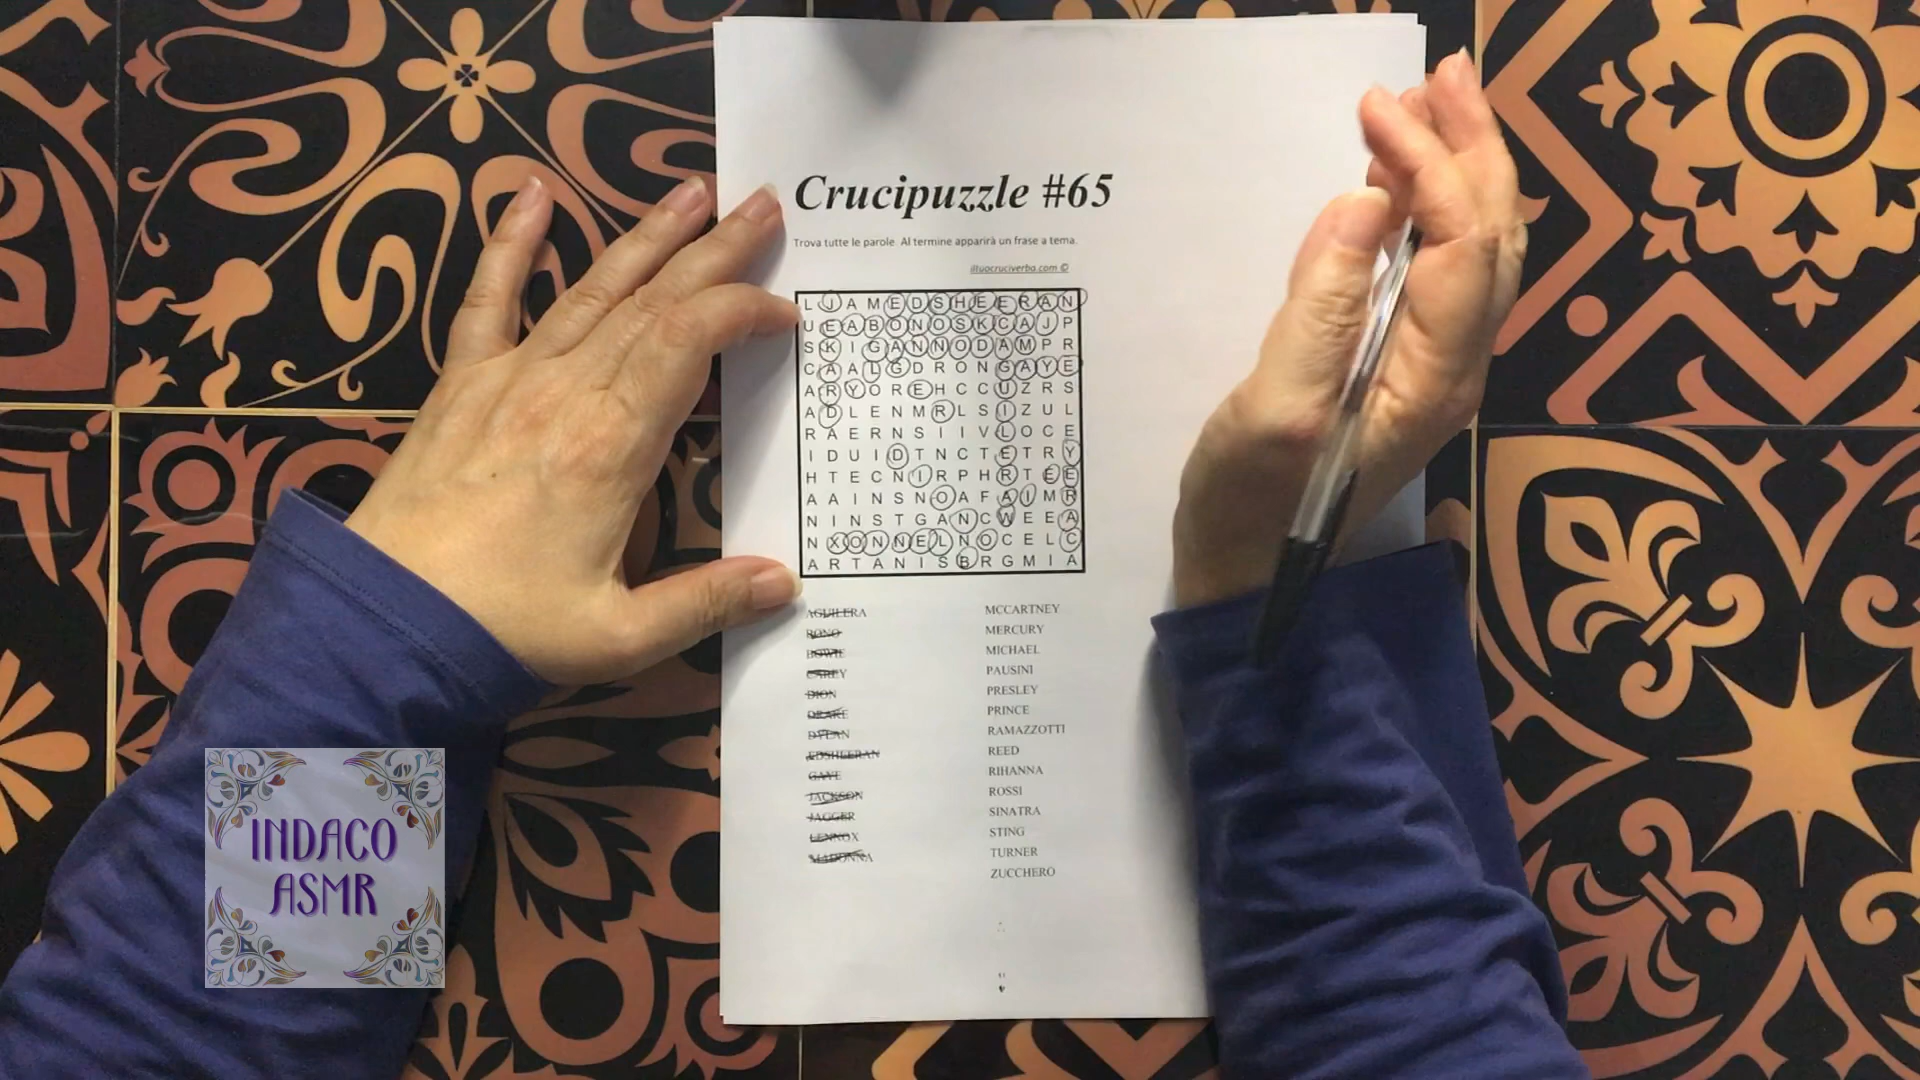 Crucipuzzle #65
Trova tutte le parole. Al termine apparirà un frase a tema.
iltuocruciverba.com ©
L J A M E D S H E E R A N
U E A B O N O S K C A J P
S K I G A N N O D A M P R
C A A L G D R O N G A Y E
A R Y O R E H C C U Z R S
A D L E N M R L S I Z U L
R A E R N S I I V L O C E
I D U I D T N C T E T R Y
H T E C N I R P H R T E E
A A I N S N O A F A I M R
N I N S T G A N C W E E A
N X O N N E L N O C E L C
A R T A N I S B R G M I A
AGUILERA
BONO
BOWIE
CAREY
DION
DRAKE
DYLAN
EDSHEERAN
GAYE
JACKSON
JAGGER
LENNOX
MADONNA
MCCARTNEY
MERCURY
MICHAEL
PAUSINI
PRESLEY
PRINCE
RAMAZZOTTI
REED
RIHANNA
ROSSI
SINATRA
STING
TURNER
ZUCCHERO
INDACO
ASMR